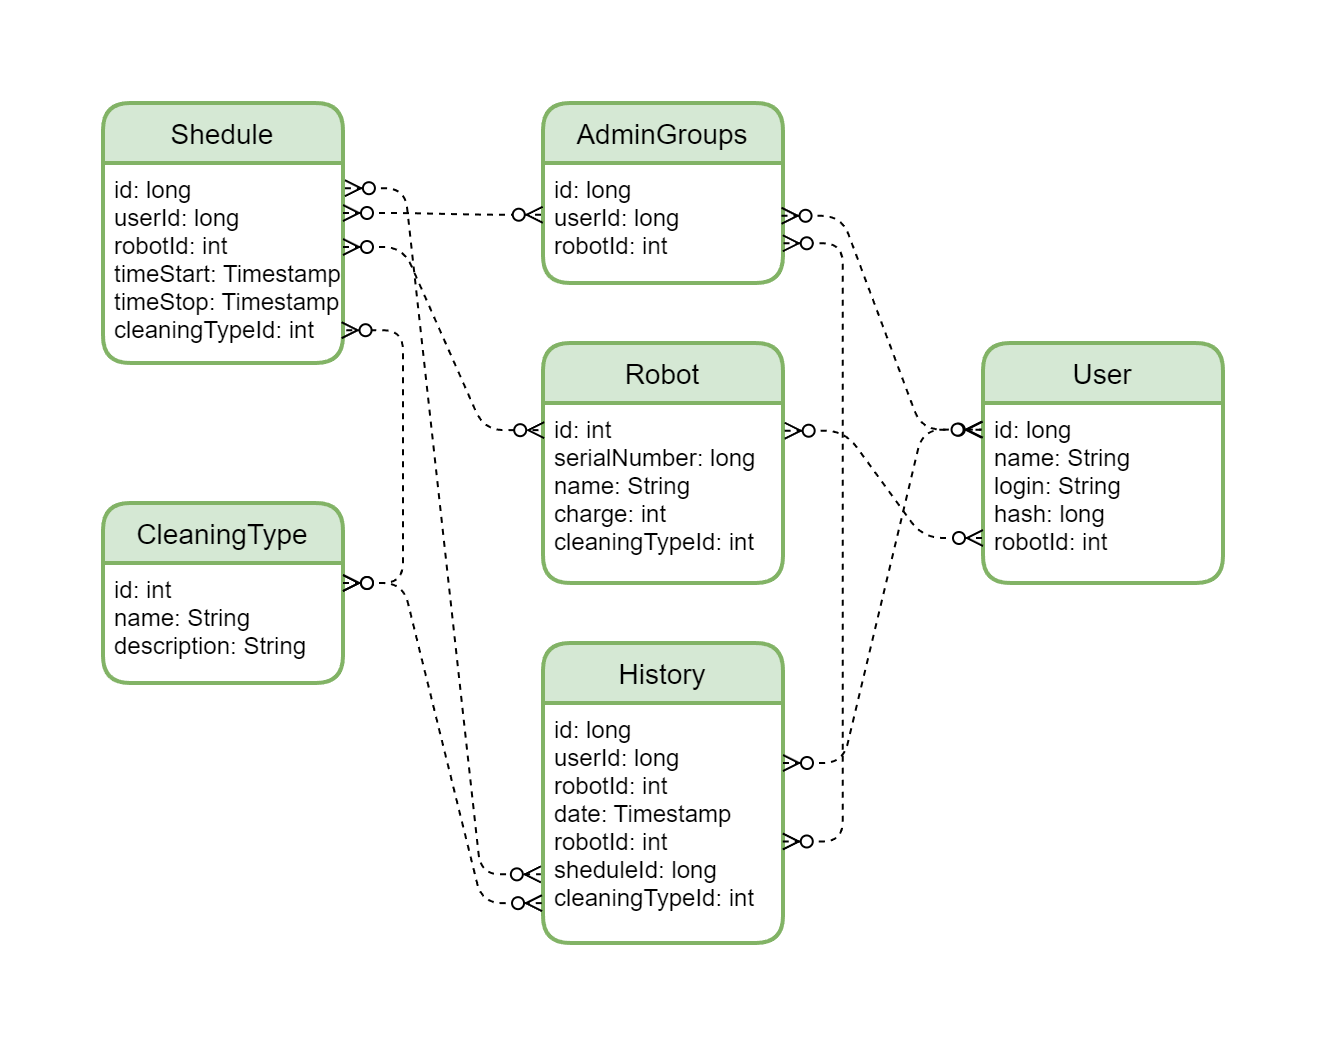 Shedule
id: long
userId: long
robotId: int
timeStart: Timestamp
timeStop: Timestamp
cleaningTypeId: int
AdminGroups
id: long
userId: long
robotId: int
Robot
id: int
serialNumber: long
name: String
charge: int
cleaningTypeId: int
User
id: long
name: String
login: String
hash: long
robotId: int
CleaningType
id: int
name: String
description: String
History
id: long
userId: long
robotId: int
date: Timestamp
robotId: int
sheduleId: long
cleaningTypeId: int